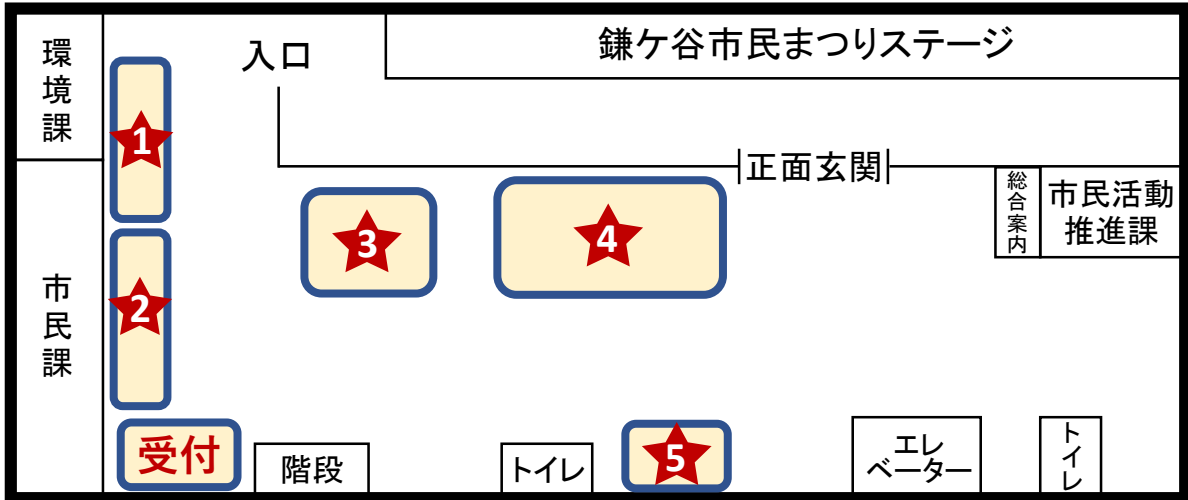 環境課
入口
鎌ケ谷市民まつりステージ
1
正面玄関
総合案内
市民活動
推進課
3
4
2
市民課
受付
階段
トイレ
5
エレ
ベーター
トイレ